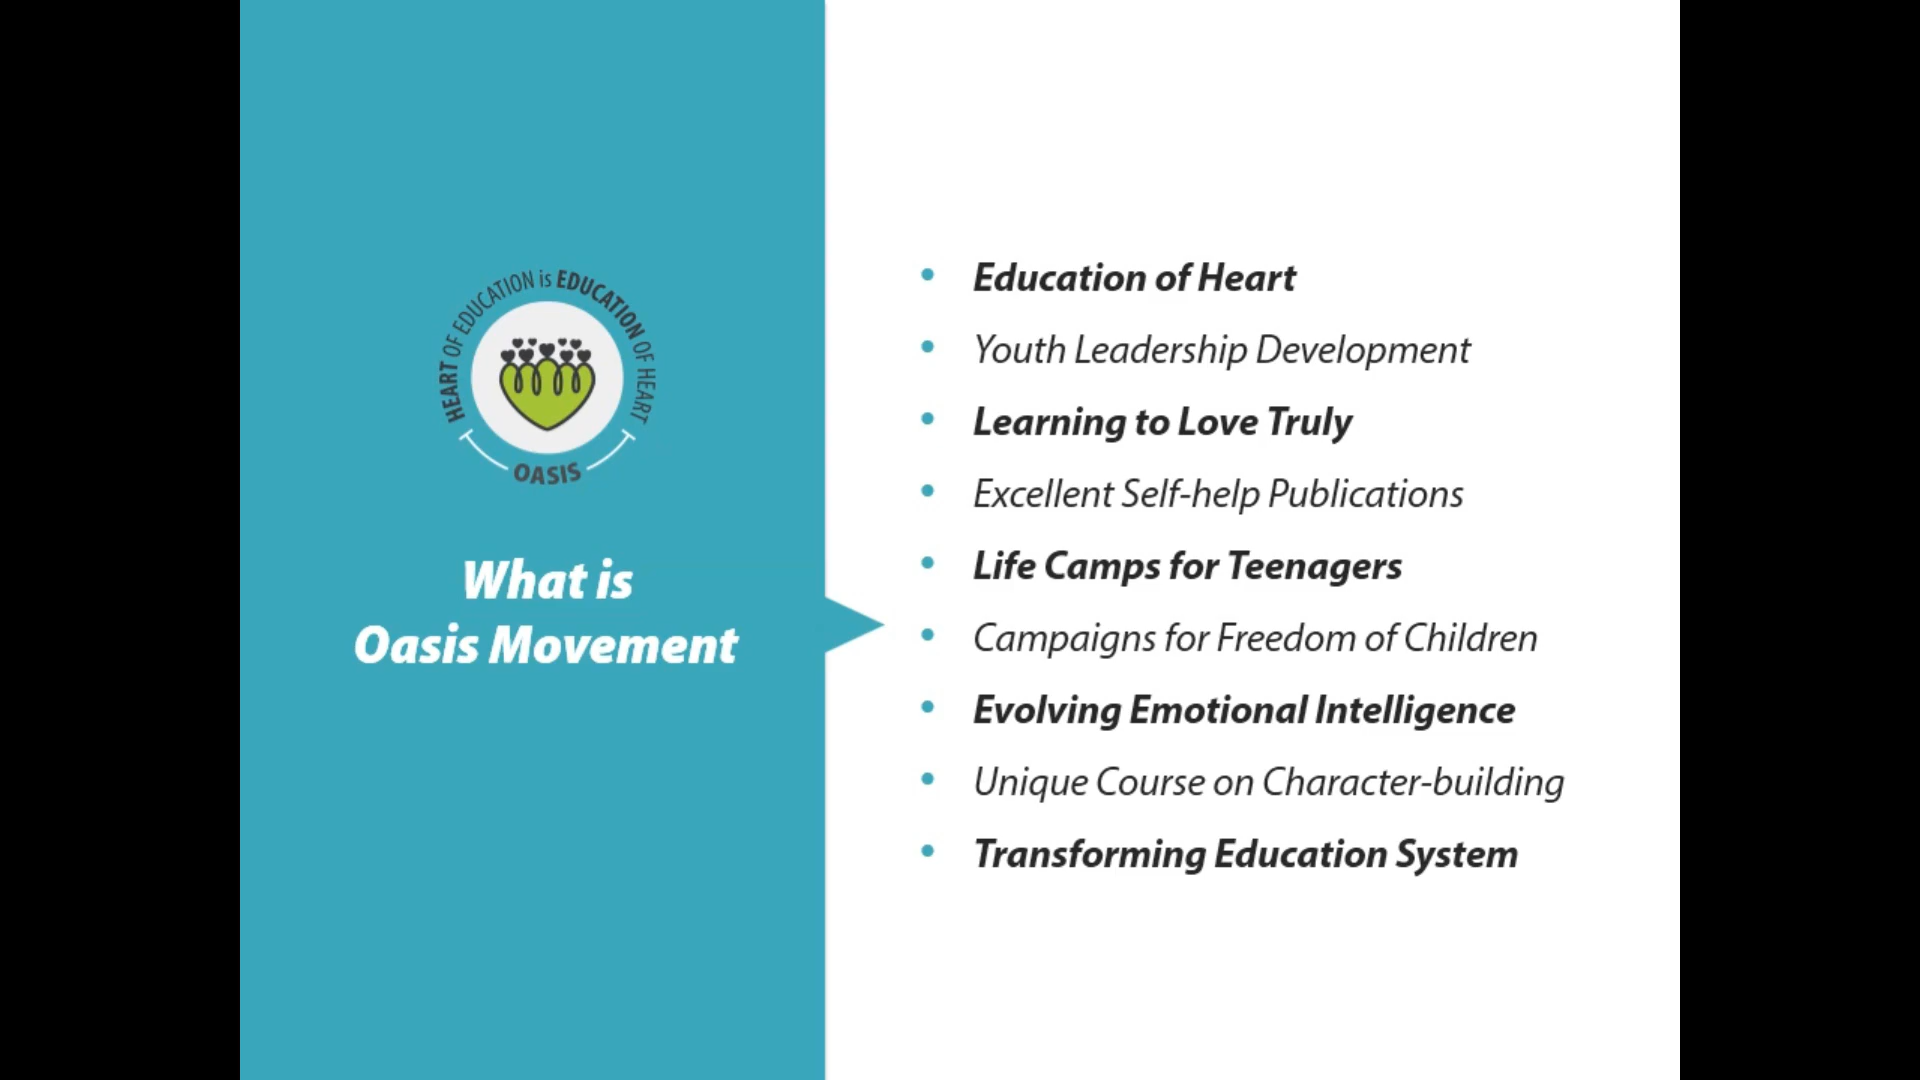 HEART OF EDUCATION is EDUCATION OF HEART
OASIS
What is
Oasis Movement
Education of Heart
Youth Leadership Development
Learning to Love Truly
Excellent Self-help Publications
Life Camps for Teenagers
Campaigns for Freedom of Children
Evolving Emotional Intelligence
Unique Course on Character-building
Transforming Education System